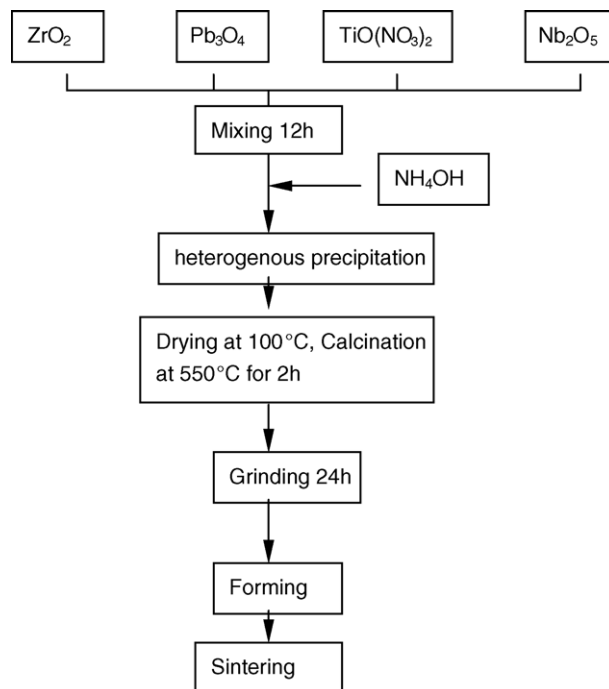 ZrO₂
Pb₃O₄
TiO(NO₃)₂
Nb₂O₅
Mixing 12h
NH₄OH
heterogenous precipitation
Drying at 100°C, Calcination
at 550°C for 2h
Grinding 24h
Forming
Sintering